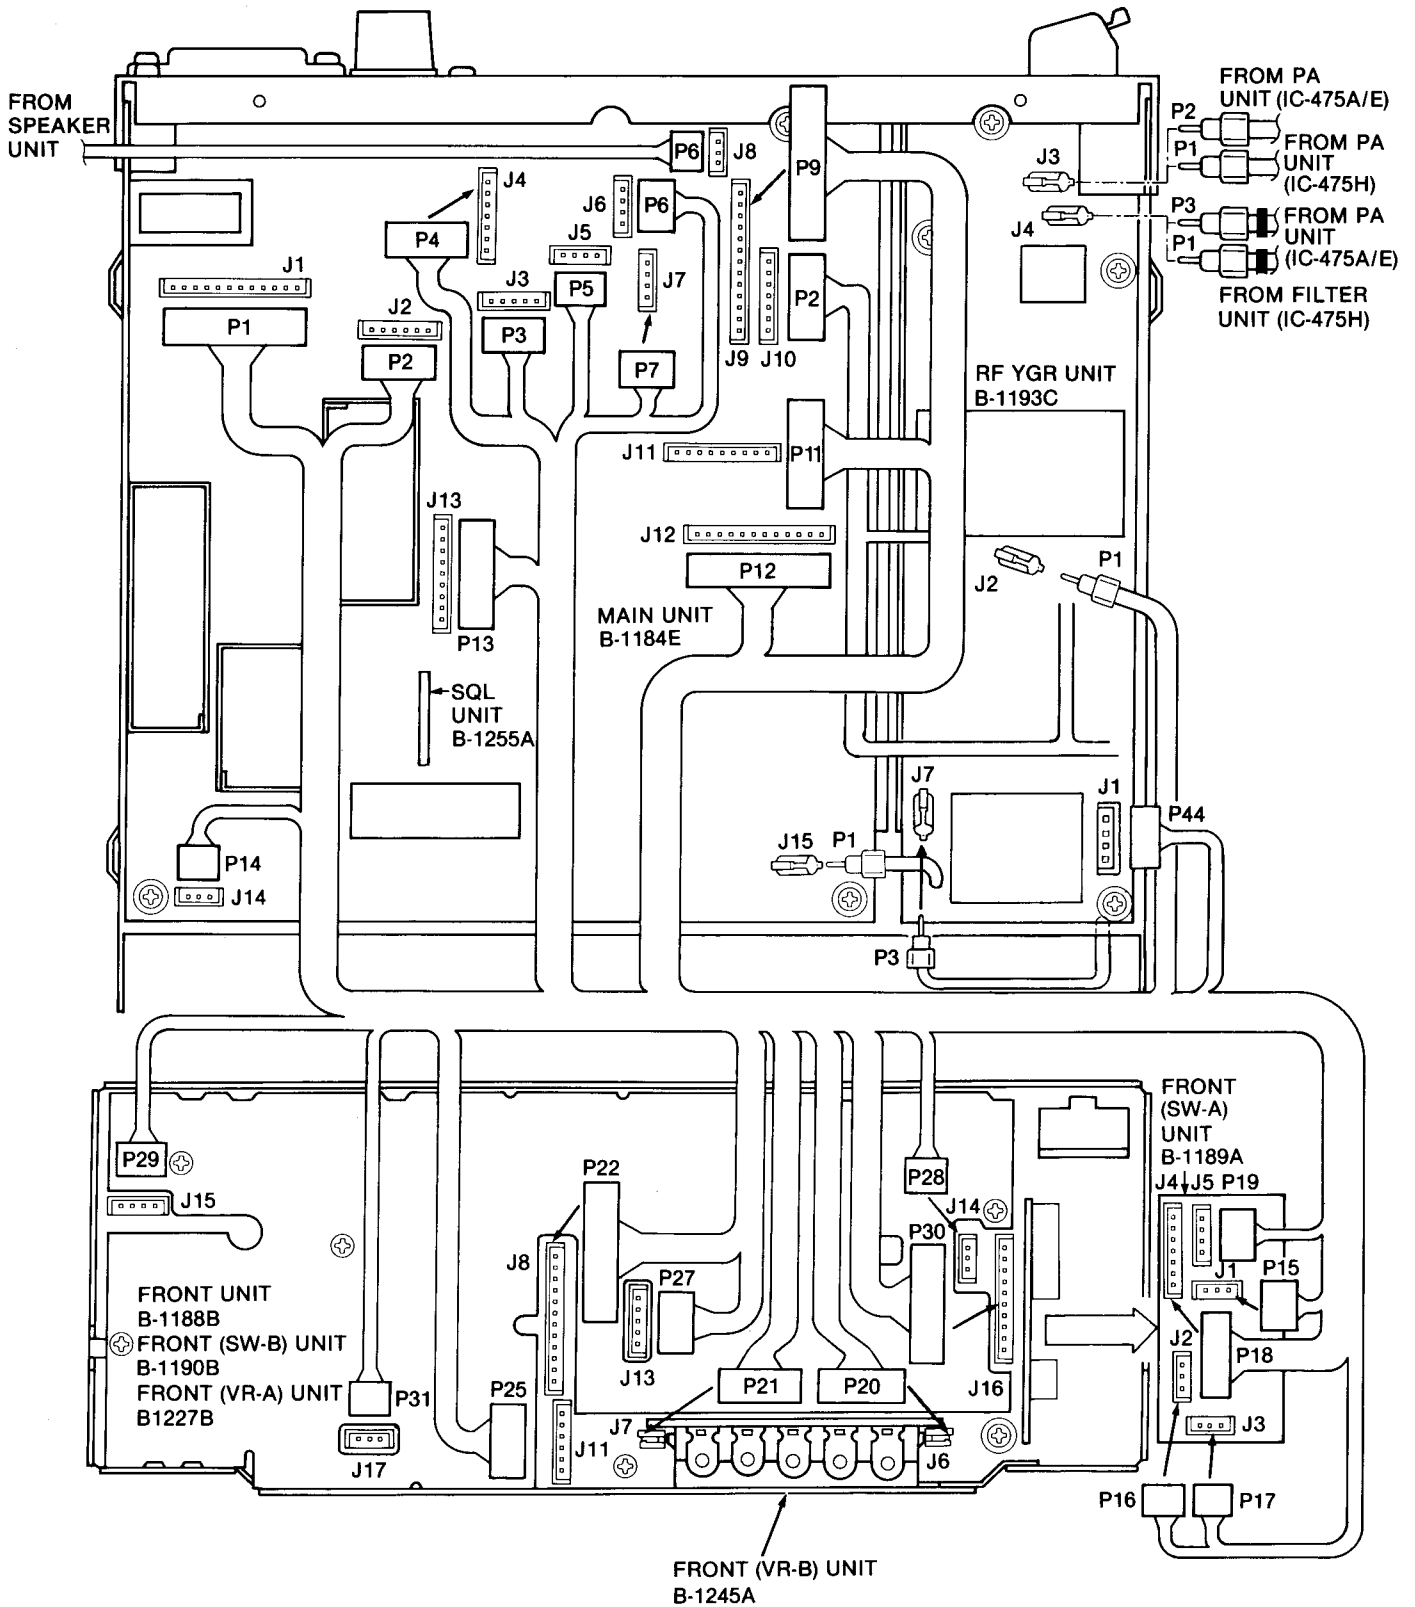 FROM
SPEAKER
UNIT
P6
J8
P9
FROM PA
UNIT (IC-475A/E)
P2
P1
FROM PA
UNIT
(IC-475H)
J3
P3
P1
FROM PA
UNIT
(IC-475A/E)
J4
FROM FILTER
UNIT (IC-475H)
J4
P4
J6
P6
J5
P5
J7
J1
P1
J2
P2
J3
P3
P7
J9
J10
P2
RF YGR UNIT
B-1193C
J11
P11
J13
P13
J12
P12
MAIN UNIT
B-1184E
J2
P1
SQL
UNIT
B-1255A
J7
J1
P44
J15
P1
P14
J14
P3
P29
J15
P22
J8
P27
J13
P28
J14
P30
J16
FRONT
(SW-A)
UNIT
B-1189A
J4
J5
P19
J1
P15
J2
P18
J3
P16
P17
FRONT UNIT
B-1188B
FRONT (SW-B) UNIT
B-1190B
FRONT (VR-A) UNIT
B1227B
P31
J17
P25
J11
P21
P20
J7
J6
FRONT (VR-B) UNIT
B-1245A